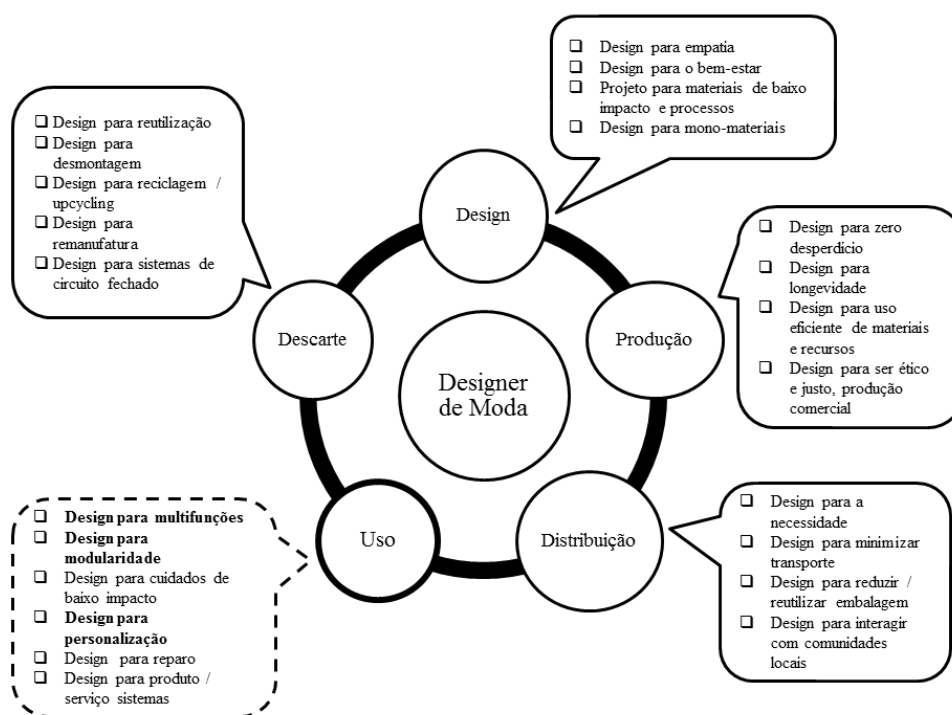 Design para empatia
Design para o bem-estar
Projeto para materiais de baixo
impacto e processos
Design para mono-materiais
Design para reutilização
Design para
desmontagem
Design para reciclagem /
upcycling
Design para
remanufatura
Design para sistemas de
circuito fechado
Design
Design para zero
desperdício
Design para
longevidade
Design para uso
eficiente de materiais
e recursos
Design para ser ético
e justo, produção
comercial
Descarte
Produção
Designer
de Moda
Design para multifunções
Design para
modularidade
Design para cuidados de
baixo impacto
Design para
personalização
Design para reparo
Design para produto /
serviço sistemas
Uso
Distribuição
Design para a
necessidade
Design para minimizar
transporte
Design para reduzir /
reutilizar embalagem
Design para interagir
com comunidades
locais